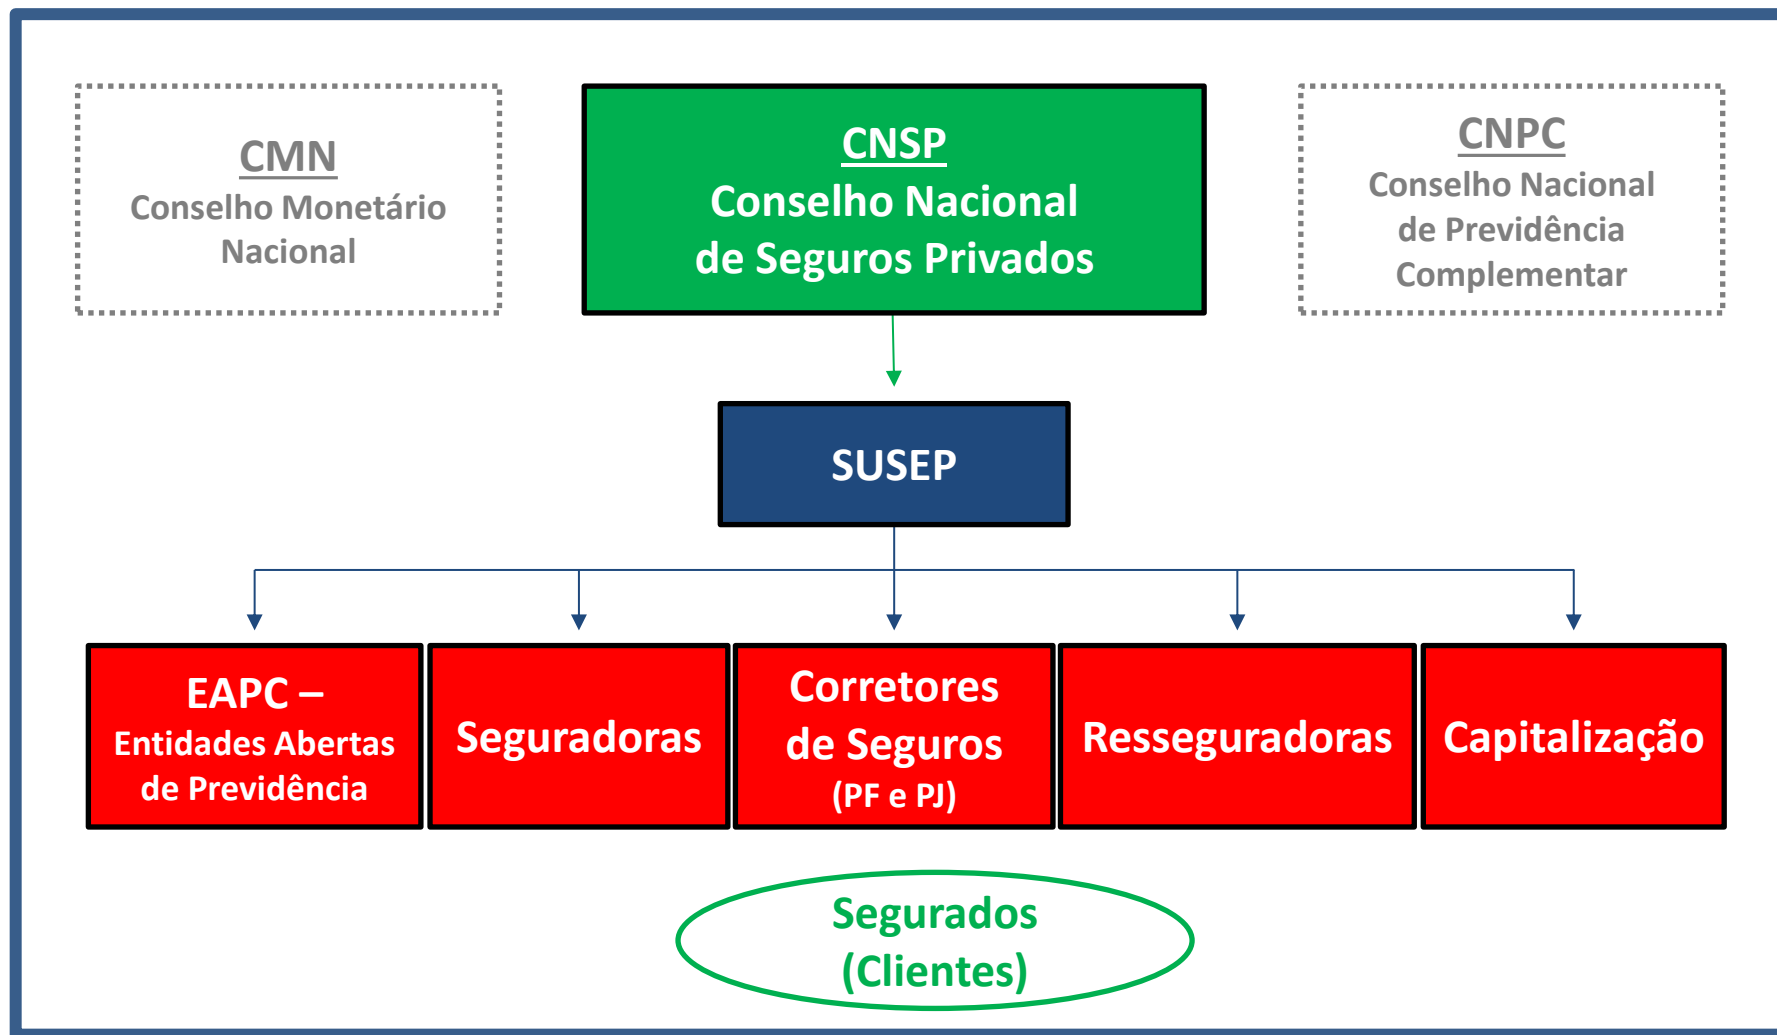 CMN
Conselho Monetário
Nacional
CNSP
Conselho Nacional
de Seguros Privados
CNPC
Conselho Nacional
de Previdência
Complementar
SUSEP
EAPC –
Entidades Abertas
de Previdência
Seguradoras
Corretores
de Seguros
(PF e PJ)
Resseguradoras
Capitalização
Segurados
(Clientes)